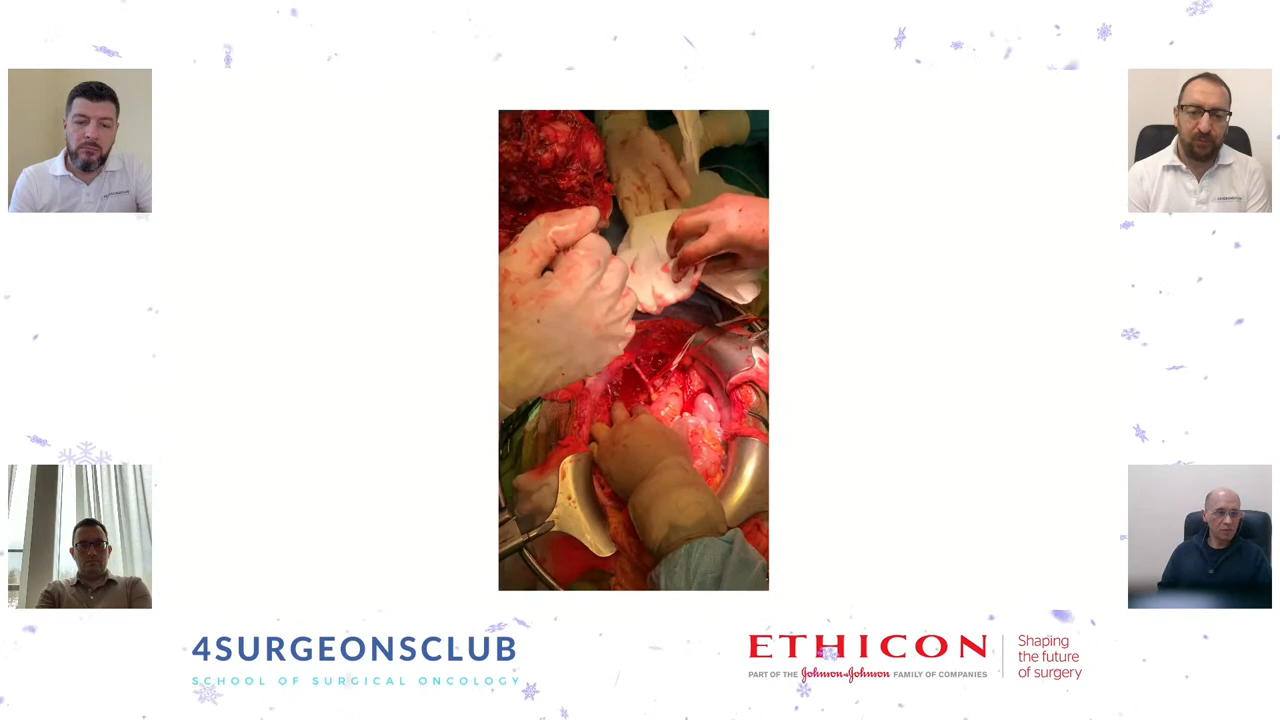 4SURGEONSCLUB
SCHOOL OF SURGICAL ONCOLOGY
ETHICON
PART OF THE Johnson & Johnson FAMILY OF COMPANIES
Shaping
the future
of surgery